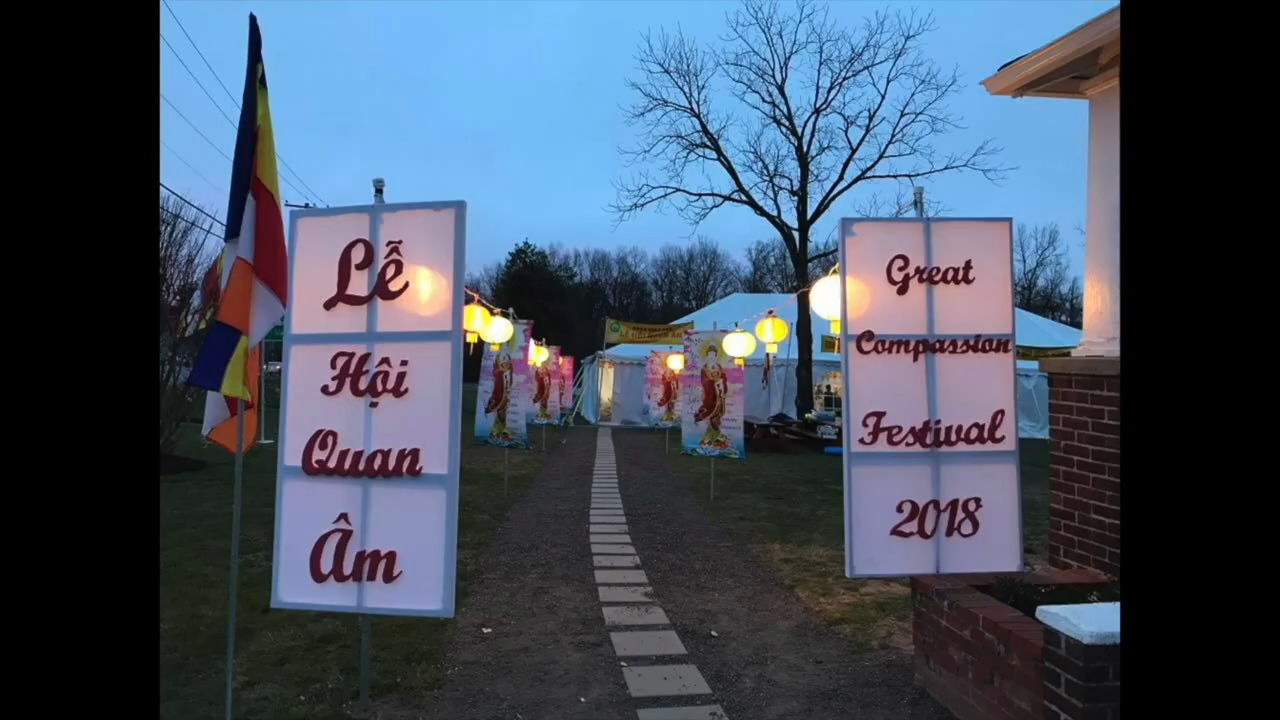 Lễ
Hội
Quan
Âm
Great
Compassion
Festival
2018